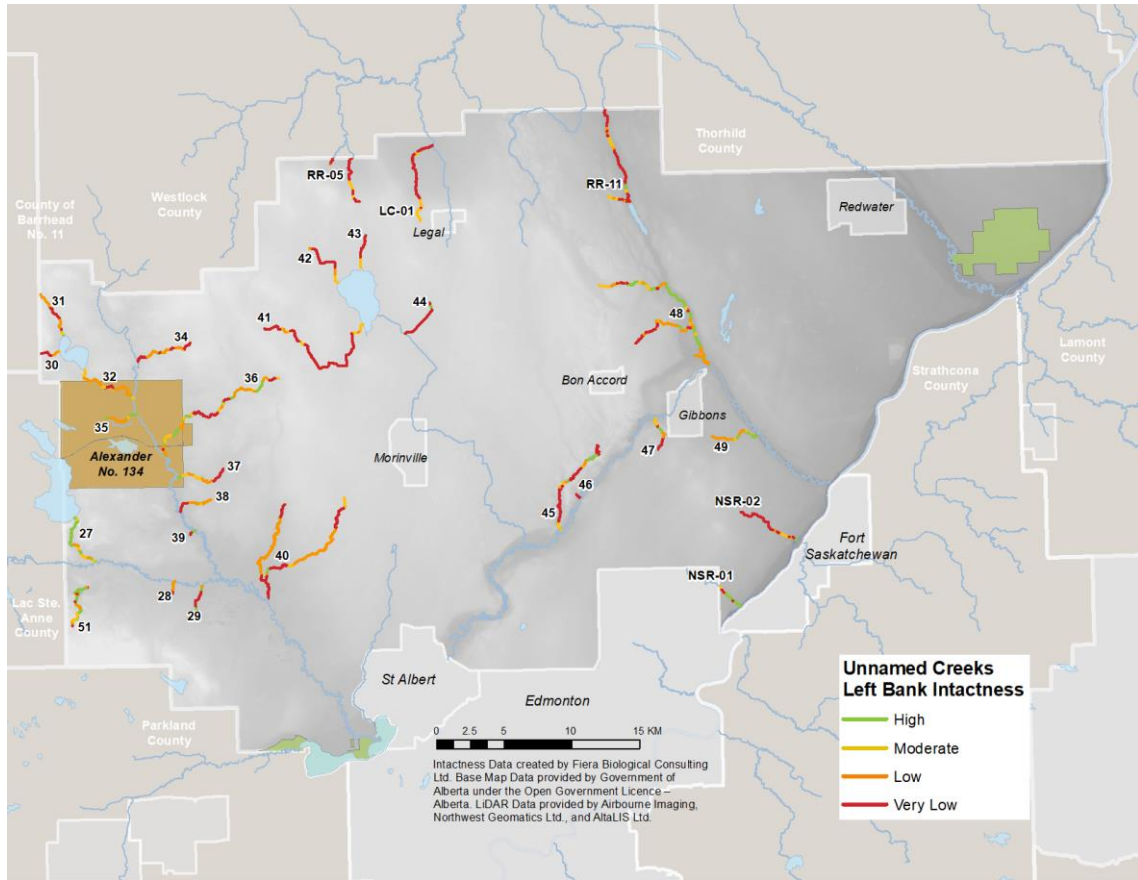 Thorhild
County
RR-05
RR-11
Westlock
County
County of
Barrhead
No. 11
LC-01
Redwater
Legal
43
42
31
44
41
48
34
30
Lamont
County
Strathcona
County
32
36
Bon Accord
35
Gibbons
Alexander
No. 134
Morinville
49
47
37
46
38
NSR-02
45
27
39
Fort
Saskatchewan
40
NSR-01
28
29
Lac Ste.
Anne
County
51
St Albert
Edmonton
Parkland
County
0 2.5 5 10 15 KM
Intactness Data created by Fiera Biological Consulting
Ltd. Base Map Data provided by Government of
Alberta under the Open Government Licence –
Alberta. LiDAR Data provided by Airbourne Imaging,
Northwest Geomatics Ltd., and AltaLIS Ltd.
Unnamed Creeks
Left Bank Intactness
High
Moderate
Low
Very Low